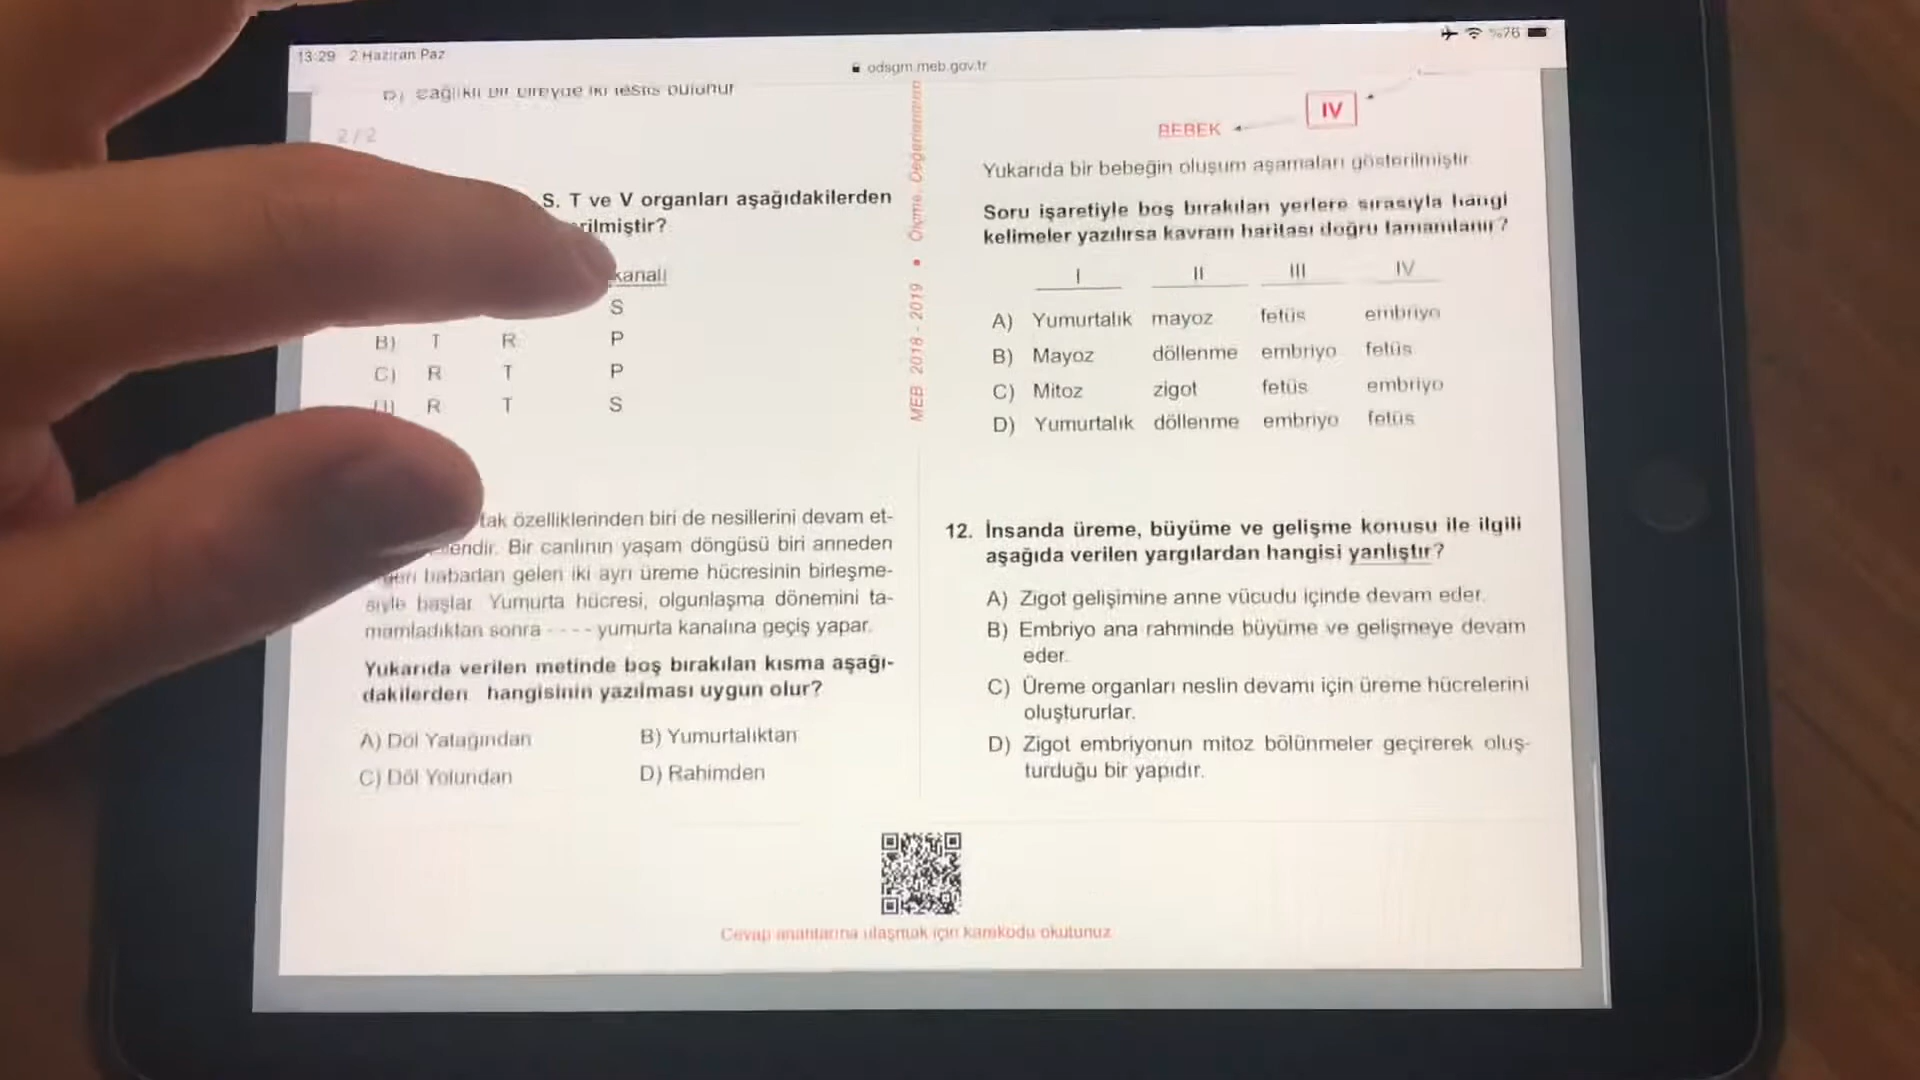 13:29 2 Haziran Paz
%76
odsgm.meb.gov.tr
D) Sağlıklı bir bireyde iki testis bulunur
2 / 2
S. T ve V organları aşağıdakilerden
rilmiştir?
kanalı
S
B) T R P
C) R T P
D) R T S
tak özelliklerinden biri de nesillerini devam et-
endir. Bir canlının yaşam döngüsü biri anneden
babadan gelen iki ayrı üreme hücresinin birleşme-
siyle başlar. Yumurta hücresi, olgunlaşma dönemini ta-
mamladıktan sonra - - - - yumurta kanalına geçiş yapar.
Yukarıda verilen metinde boş bırakılan kısma aşağı-
dakilerden hangisinin yazılması uygun olur?
A) Döl Yatağından B) Yumurtalıktan
C) Döl Yolundan D) Rahimden
MEB 2018 - 2019 • Ölçme, Değerlendirme
IV
BEBEK
Yukarıda bir bebeğin oluşum aşamaları gösterilmiştir.
Soru işaretiyle boş bırakılan yerlere sırasıyla hangi
kelimeler yazılırsa kavram haritası doğru tamamlanır?
I II III IV
A) Yumurtalık mayoz fetüs embriyo
B) Mayoz döllenme embriyo fetüs
C) Mitoz zigot fetüs embriyo
D) Yumurtalık döllenme embriyo fetüs
12. İnsanda üreme, büyüme ve gelişme konusu ile ilgili
aşağıda verilen yargılardan hangisi yanlıştır?
A) Zigot gelişimine anne vücudu içinde devam eder.
B) Embriyo ana rahminde büyüme ve gelişmeye devam
eder.
C) Üreme organları neslin devamı için üreme hücrelerini
oluştururlar.
D) Zigot embriyonun mitoz bölünmeler geçirerek oluş-
turduğu bir yapıdır.
Cevap anahtarına ulaşmak için karekodu okutunuz